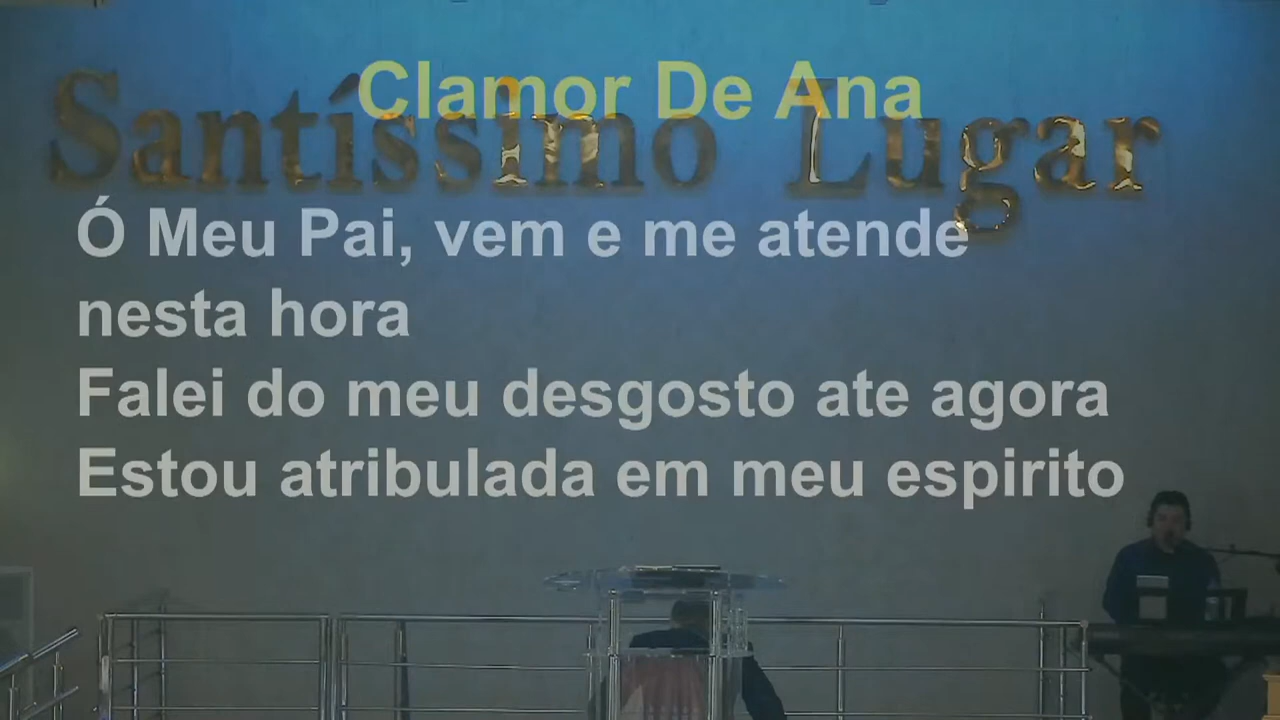 Clamor De Ana
Santíssimo Lugar
Ó Meu Pai, vem e me atende
nesta hora
Falei do meu desgosto ate agora
Estou atribulada em meu espirito